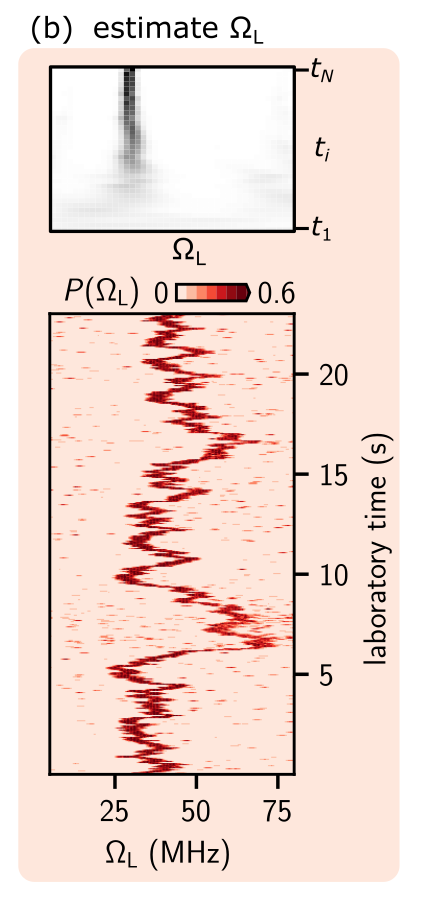 (b) estimate Ω_L
t_N
t_i
t_1
Ω_L
P(Ω_L) 0 0.6
20
15
10
5
laboratory time (s)
25 50 75
Ω_L (MHz)